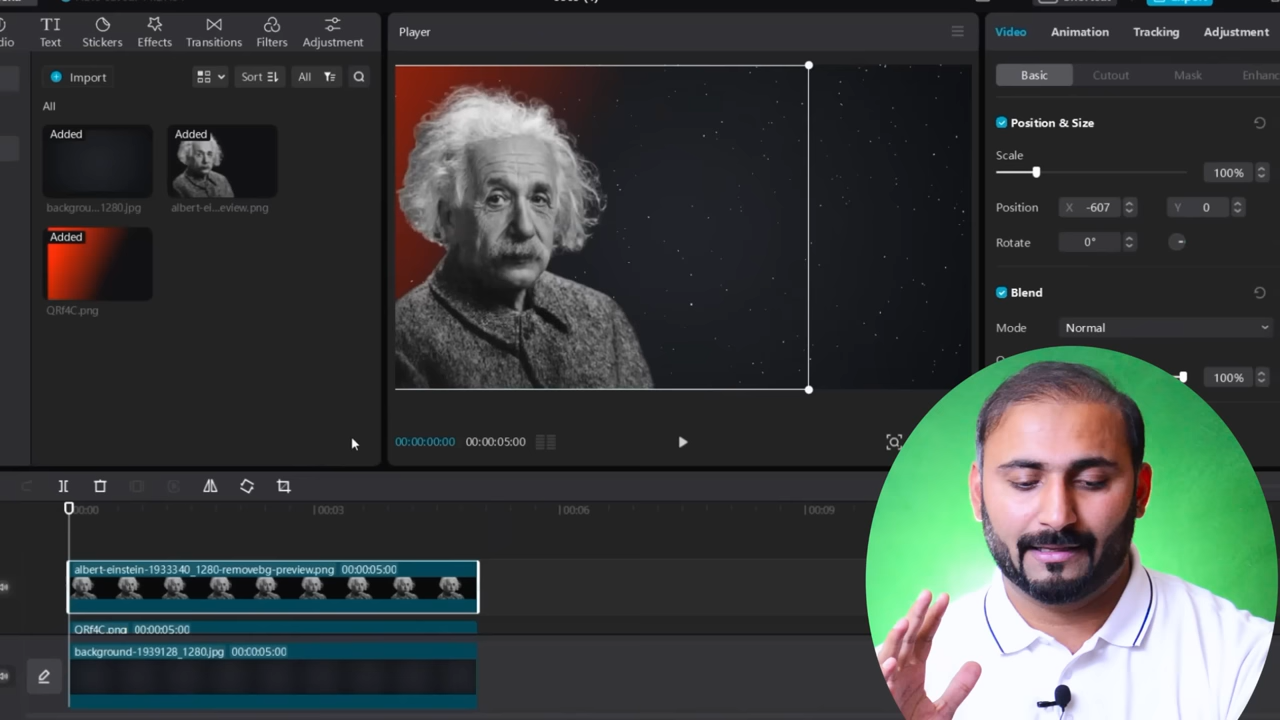 Text
Stickers
Effects
Transitions
Filters
Adjustment
Import
Sort
All
All
Added
Added
backgrou...1280.jpg
albert-ei...eview.png
Added
QRf4C.png
Player
00:00:00:00 00:00:05:00
Video Animation Tracking Adjustment
Basic Cutout Mask Enhanc
Position & Size
Scale
100%
Position X -607 Y 0
Rotate 0°
Blend
Mode Normal
100%
00:00 00:03 00:06 00:09
albert-einstein-1933340_1280-removebg-preview.png 00:00:05:00
QRf4C.png 00:00:05:00
background-1939128_1280.jpg 00:00:05:00